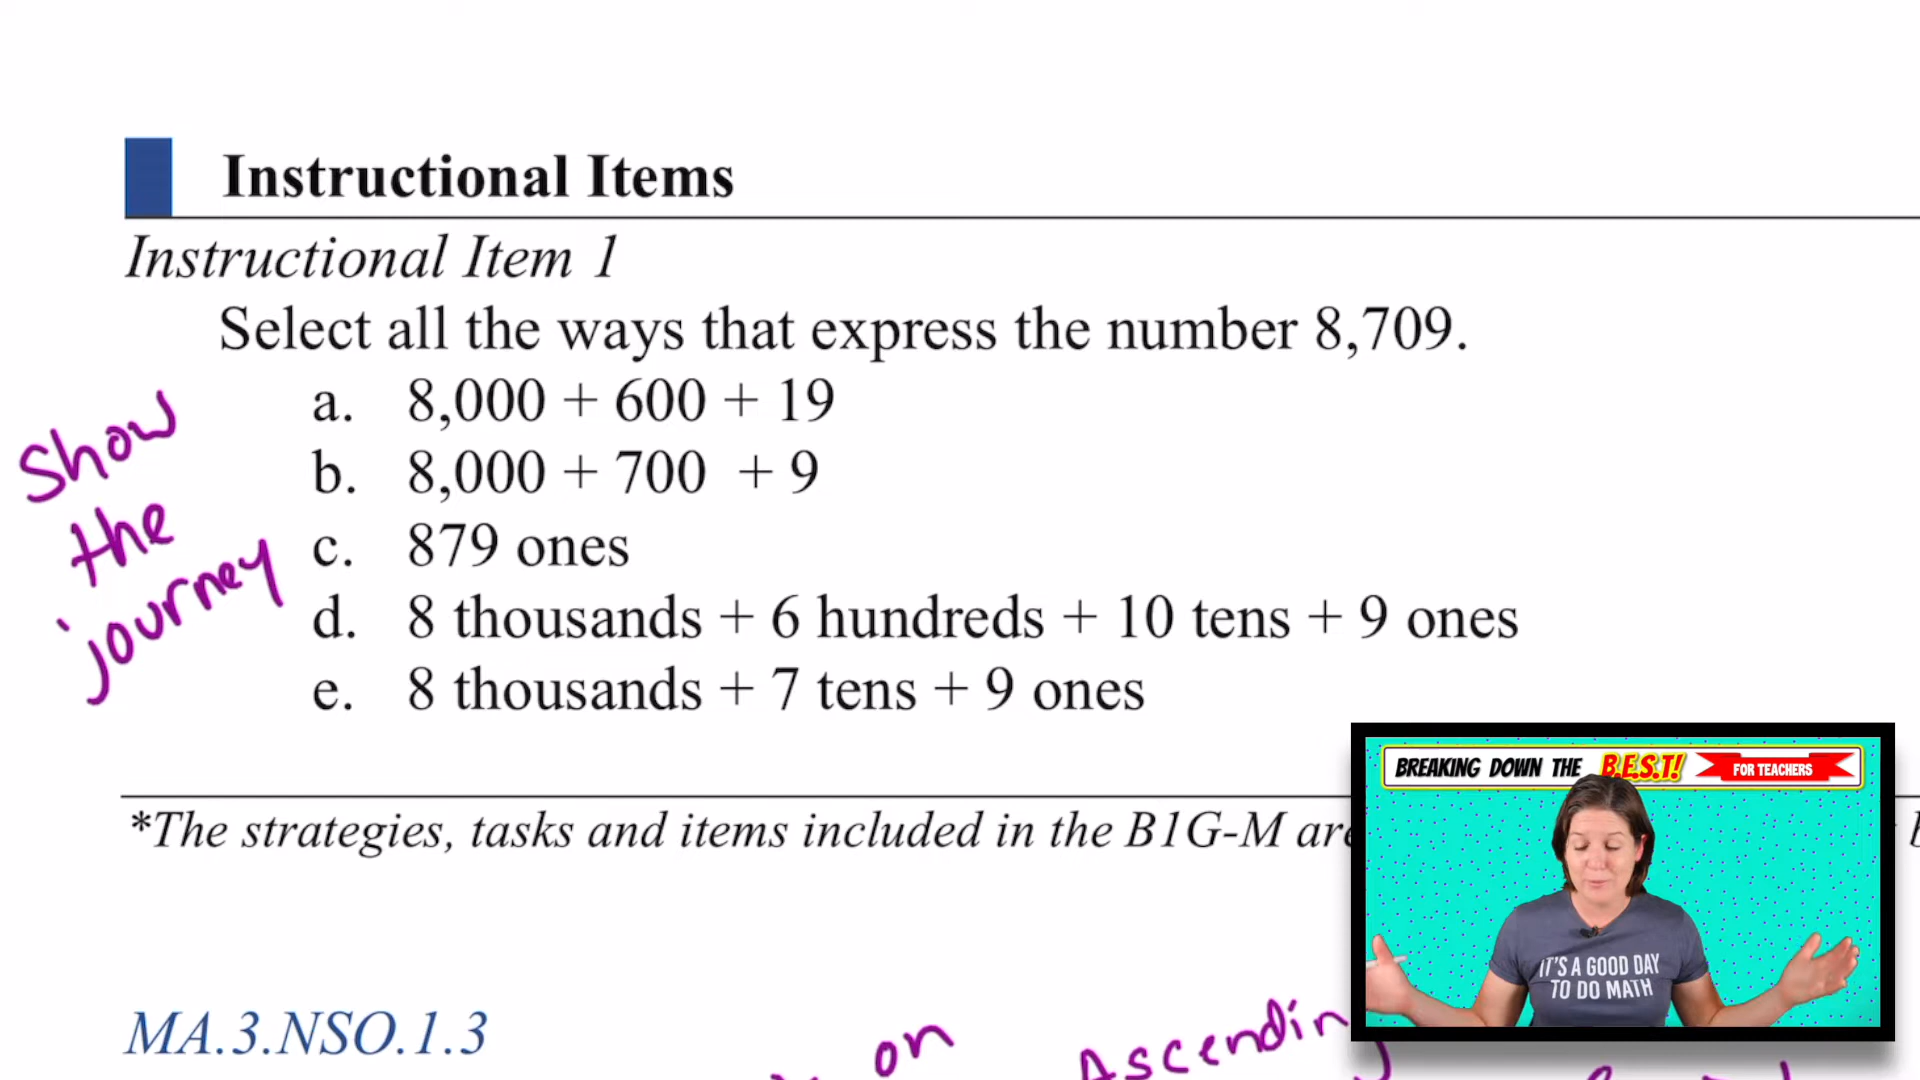 Instructional Items
Instructional Item 1
Select all the ways that express the number 8,709.
a. 8,000 + 600 + 19
b. 8,000 + 700 + 9
c. 879 ones
d. 8 thousands + 6 hundreds + 10 tens + 9 ones
e. 8 thousands + 7 tens + 9 ones
Show
the
journey
*The strategies, tasks and items included in the B1G-M are
BREAKING DOWN THE B.E.S.T! FOR TEACHERS
IT'S A GOOD DAY
TO DO MATH
MA.3.NSO.1.3
on